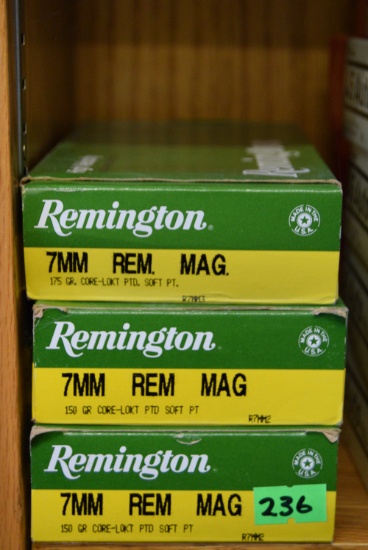 Remington
MADE IN THE U.S.A.
7MM REM. MAG.
175 GR. CORE-LOKT PTD. SOFT PT.
Remington
MADE IN THE U.S.A.
7MM REM MAG
150 GR CORE-LOKT PTD SOFT PT
R7MM2
Remington
MADE IN THE U.S.A.
7MM REM MAG
236
150 GR CORE-LOKT PTD SOFT PT
R7MM2